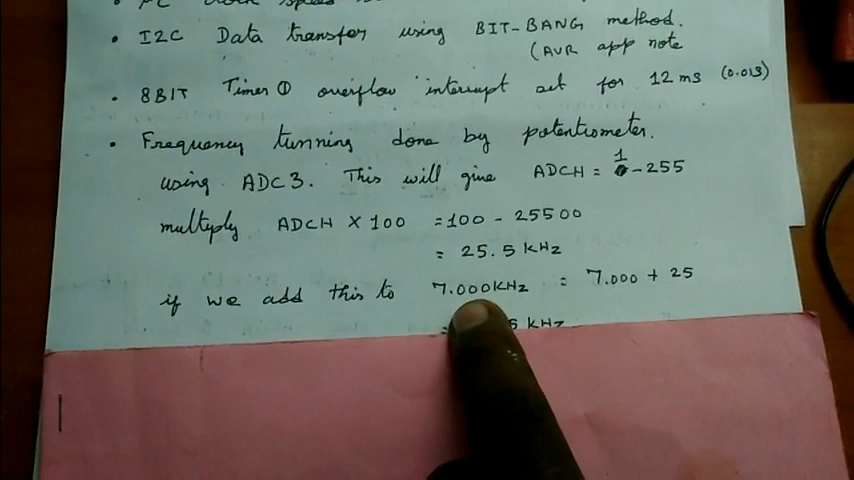 • I2C Data transfer using BIT-BANG method.
(AVR app note
• 8BIT Timer ① overflow interrupt set for 12 ms (0.013)
• Frequency tunning done by potentiometer.
using ADC3. This will give ADCH = 1-255
multiply ADCH X 100 = 100 - 25500
= 25.5 KHz
if we add this to 7.000KHz = 7.000 + 25
5 KHz